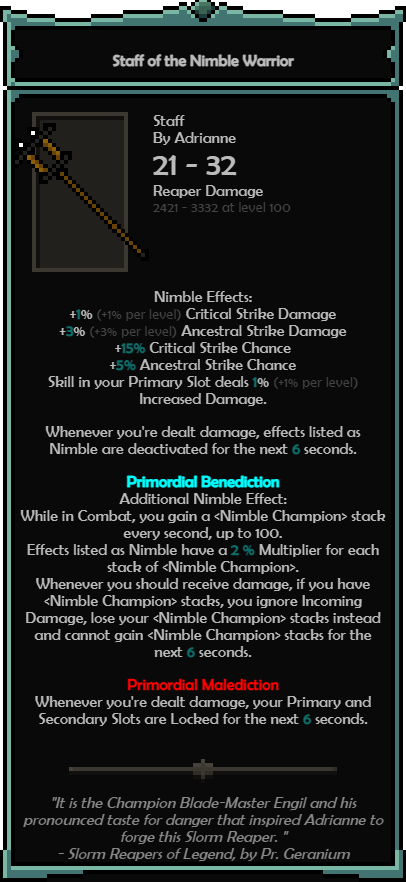 Staff of the Nimble Warrior
Staff
By Adrianne
21 - 32
Reaper Damage
2421 - 3332 at level 100
Nimble Effects:
+1% (+1% per level) Critical Strike Damage
+3% (+3% per level) Ancestral Strike Damage
+15% Critical Strike Chance
+5% Ancestral Strike Chance
Skill in your Primary Slot deals 1% (+1% per level)
Increased Damage.
Whenever you're dealt damage, effects listed as
Nimble are deactivated for the next 6 seconds.
Primordial Benediction
Additional Nimble Effect:
While in Combat, you gain a <Nimble Champion> stack
every second, up to 100.
Effects listed as Nimble have a 2 % Multiplier for each
stack of <Nimble Champion>.
Whenever you should receive damage, if you have
<Nimble Champion> stacks, you ignore Incoming
Damage, lose your <Nimble Champion> stacks instead
and cannot gain <Nimble Champion> stacks for the
next 6 seconds.
Primordial Malediction
Whenever you're dealt damage, your Primary and
Secondary Slots are Locked for the next 6 seconds.
"It is the Champion Blade-Master Engil and his
pronounced taste for danger that inspired Adrianne to
forge this Slorm Reaper. "
- Slorm Reapers of Legend, by Pr. Geranium